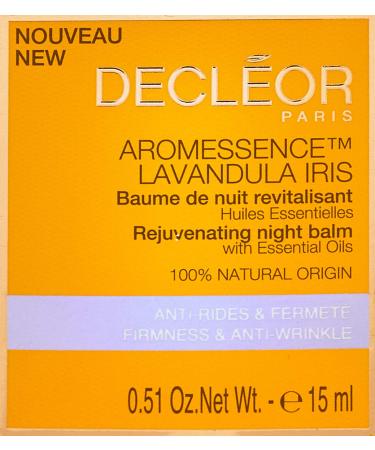 NOUVEAU
NEW
DECLÉOR
PARIS
AROMESSENCE™
LAVANDULA IRIS
Baume de nuit revitalisant
Huiles Essentielles
Rejuvenating night balm
with Essential Oils
100% NATURAL ORIGIN
ANTI-RIDES & FERMETÉ
FIRMNESS & ANTI-WRINKLE
0.51 Oz.Net Wt. - ℮ 15 ml